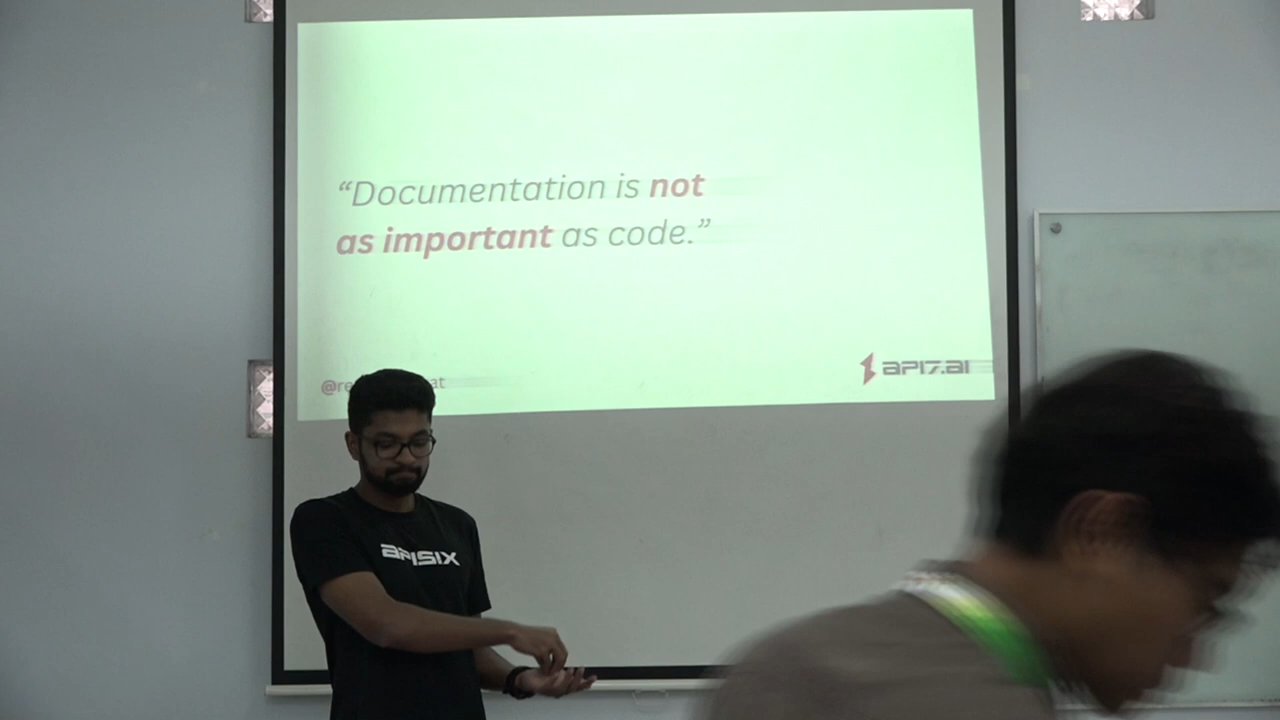 “Documentation is not
as important as code.”
API7.ai
APISIX